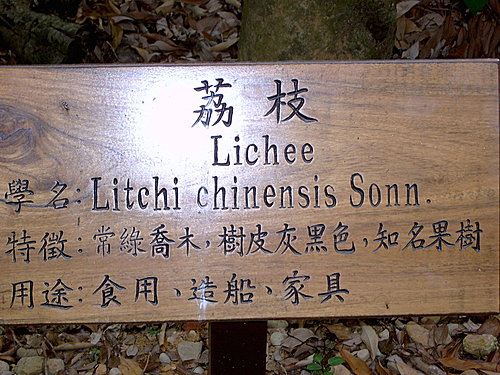 荔枝
Lichee
學名:Litchi chinensis Sonn.
特徵:常綠喬木,樹皮灰黑色,知名果樹
用途:食用、造船、家具